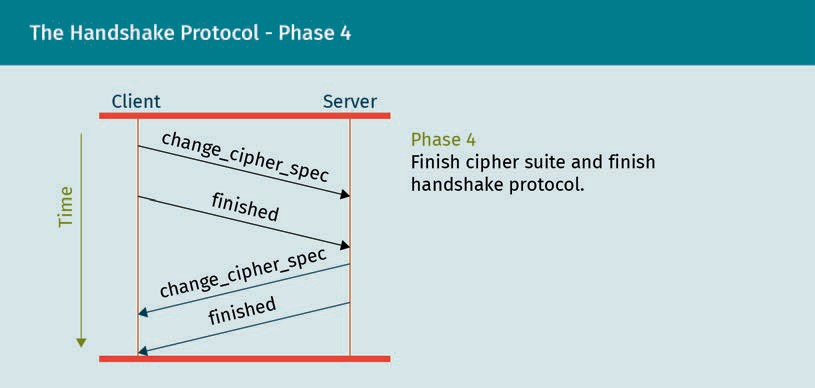 The Handshake Protocol - Phase 4
Client
Server
Time
change_cipher_spec
finished
change_cipher_spec
finished
Phase 4
Finish cipher suite and finish
handshake protocol.